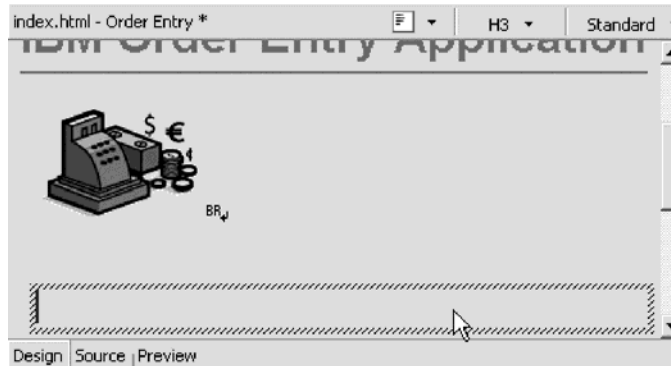 index.html - Order Entry * H3 Standard
IBM Order Entry Application
$ €
BR
Design Source Preview